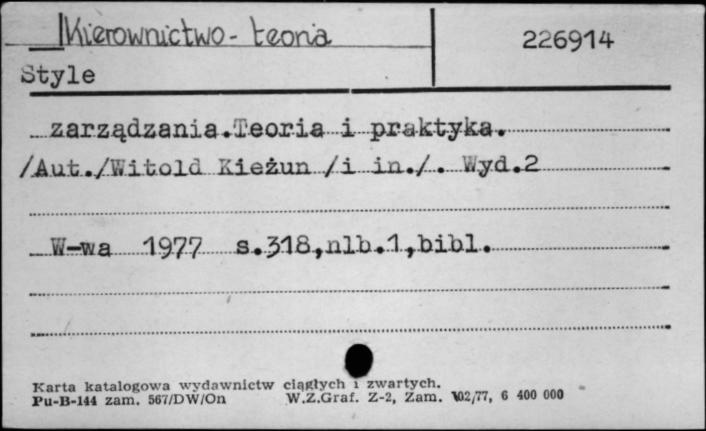 Kierownictwo - teoria
226914
Style
zarządzania.Teoria i praktyka.
/Aut./Witold Kieżun /i in./. Wyd.2
W-wa 1977 s.318,nlb.1,bibl.
Karta katalogowa wydawnictw ciągłych i zwartych.
Pu-B-144 zam. 567/DW/On W.Z.Graf. Z-2, Zam. 102/77, 6 400 000